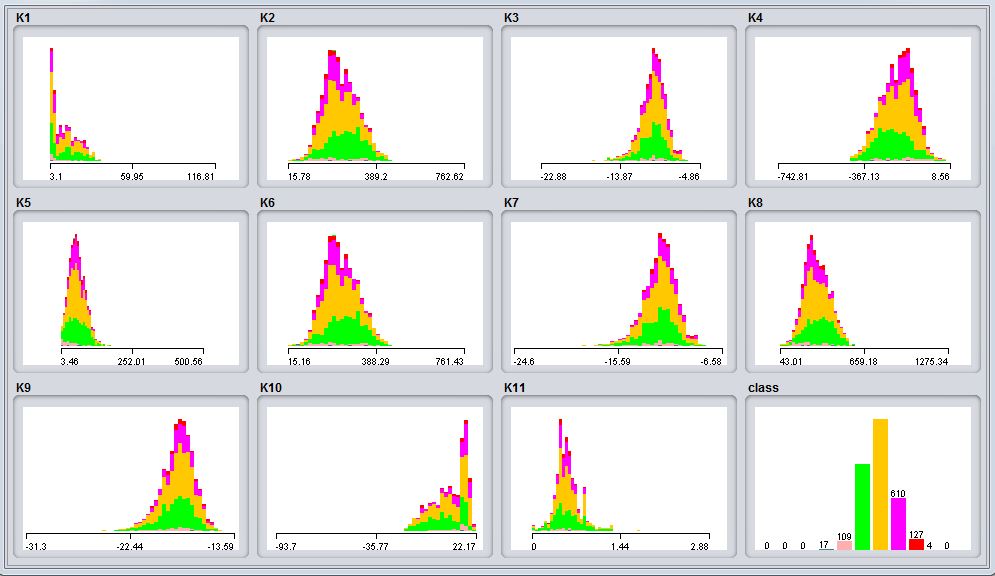 K1 K2 K3 K4
3.1 59.95 116.81 15.78 389.2 762.62 -22.88 -13.87 -4.86 -742.81 -367.13 8.56
K5 K6 K7 K8
3.46 252.01 500.56 15.16 388.29 761.43 -24.6 -15.59 -6.58 43.01 659.18 1275.34
K9 K10 K11 class
610
127
109
17
0 0 0 4 0
-31.3 -22.44 -13.59 -93.7 -35.77 22.17 0 1.44 2.88